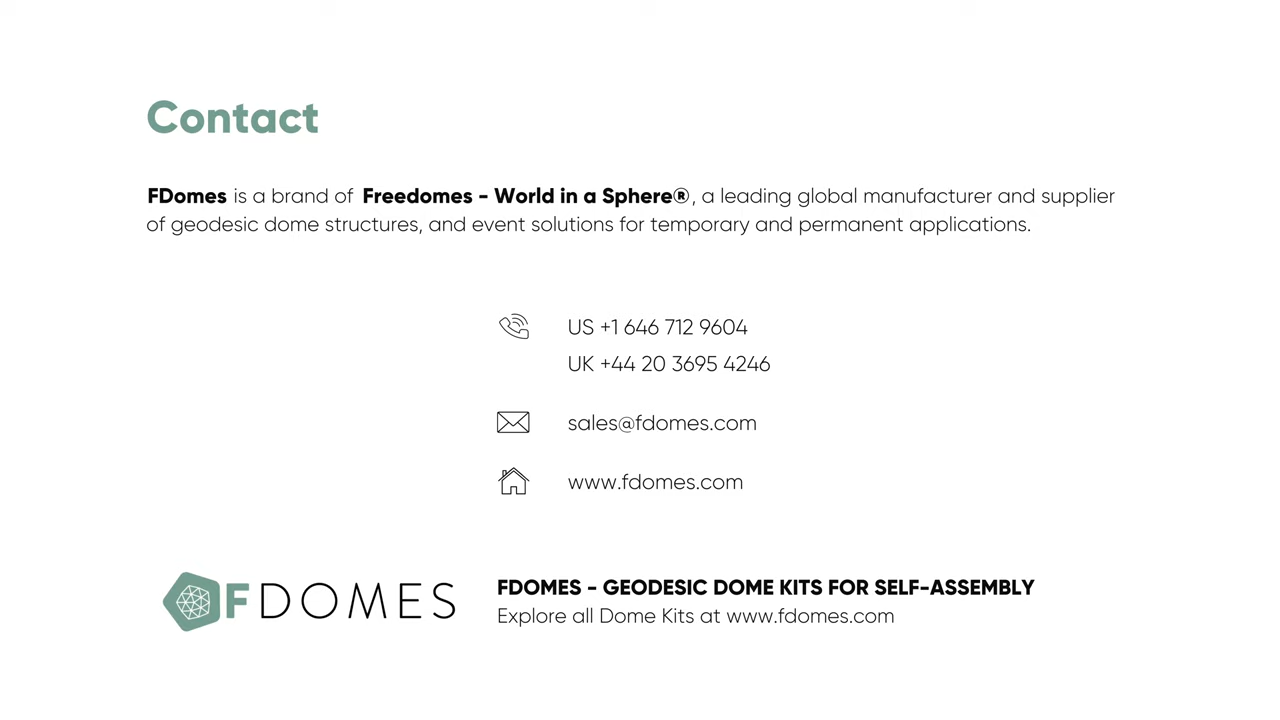 Contact
FDomes is a brand of Freedomes - World in a Sphere®, a leading global manufacturer and supplier
of geodesic dome structures, and event solutions for temporary and permanent applications.
US +1 646 712 9604
UK +44 20 3695 4246
sales@fdomes.com
www.fdomes.com
FDOMES
FDOMES - GEODESIC DOME KITS FOR SELF-ASSEMBLY
Explore all Dome Kits at www.fdomes.com